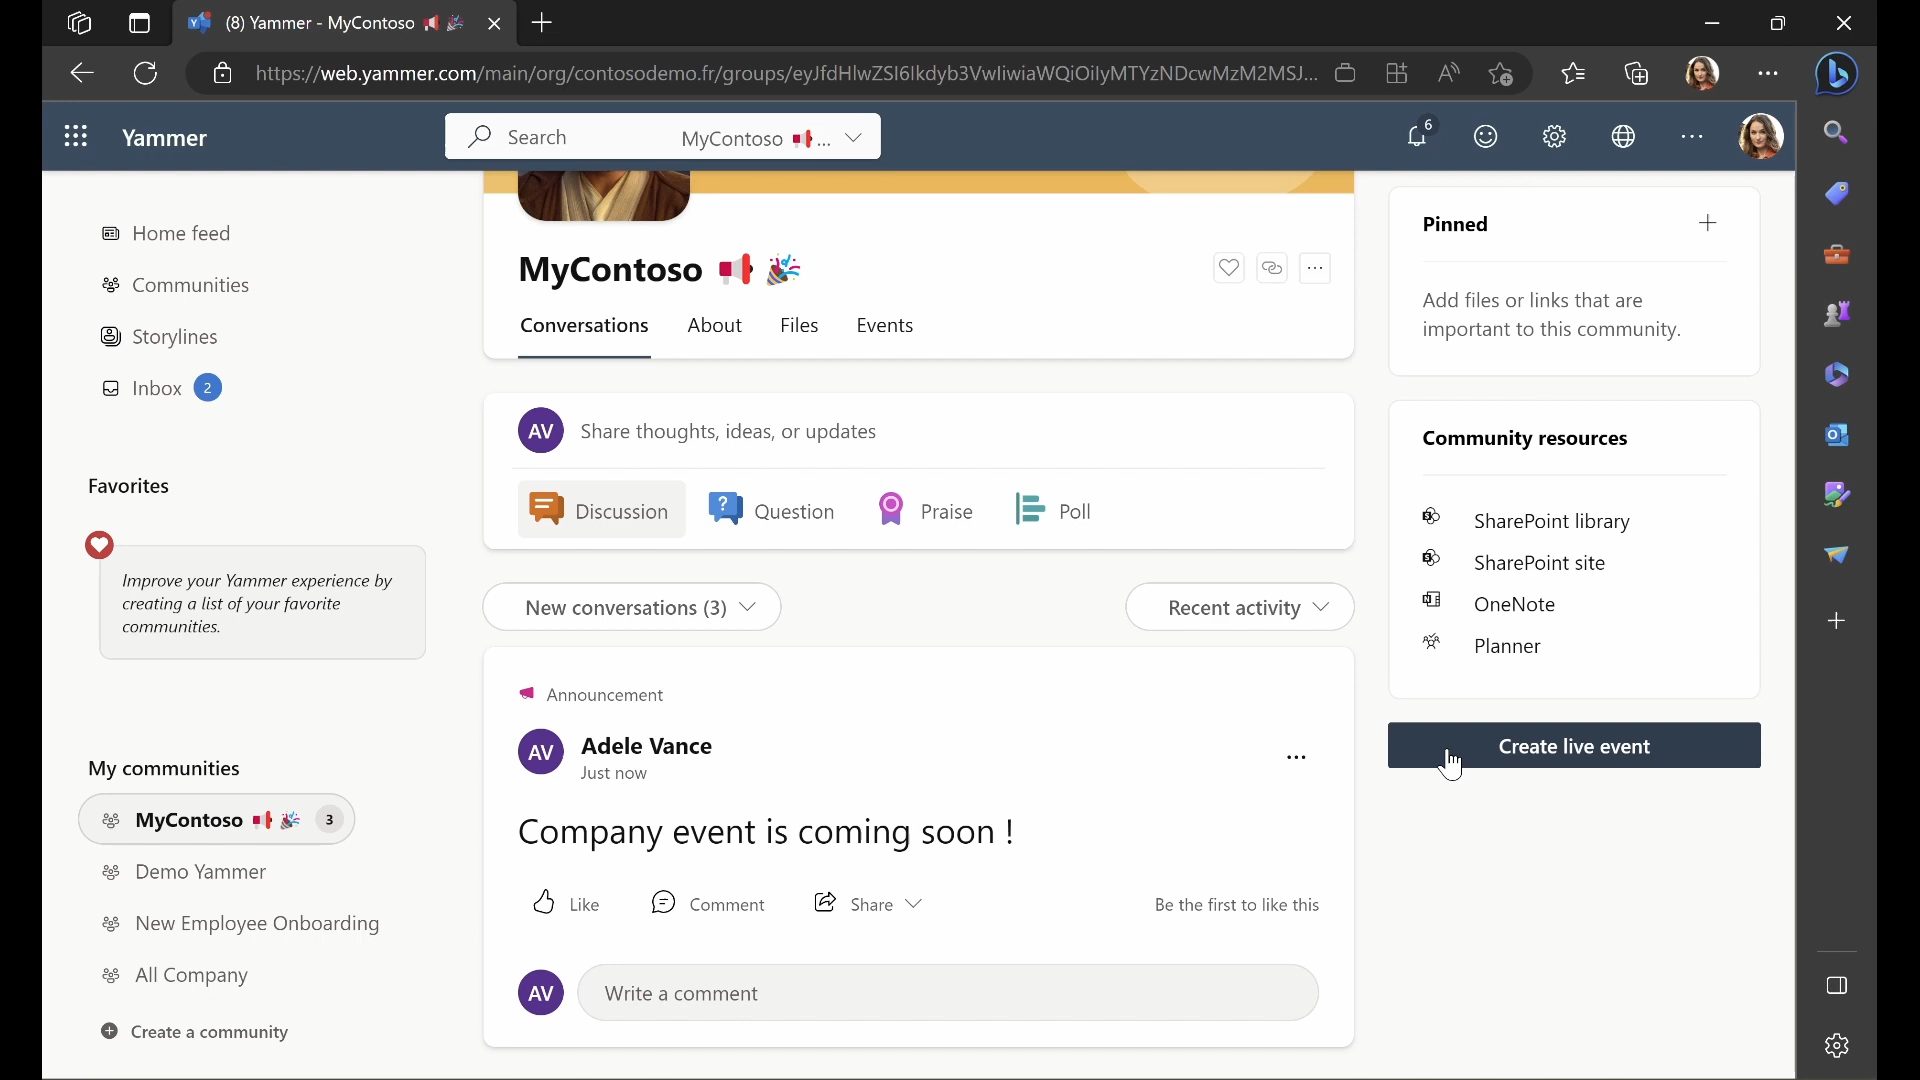 (8) Yammer - MyContoso 📢 🎉
https://web.yammer.com/main/org/contosodemo.fr/groups/eyJfdHlwZSI6Ikdyb3VwIiwiaWQiOiIyMTYzNDcwMzM2MSJ...
Yammer
Search
MyContoso 📢...
6
Home feed
Communities
Storylines
Inbox 2
Favorites
Improve your Yammer experience by
creating a list of your favorite
communities.
My communities
MyContoso 📢 🎉 3
Demo Yammer
New Employee Onboarding
All Company
Create a community
MyContoso 📢 🎉
Conversations About Files Events
AV Share thoughts, ideas, or updates
Discussion Question Praise Poll
New conversations (3)
Recent activity
Announcement
AV Adele Vance
Just now
Company event is coming soon !
Like Comment Share Be the first to like this
AV Write a comment
Pinned
Add files or links that are
important to this community.
Community resources
SharePoint library
SharePoint site
OneNote
Planner
Create live event